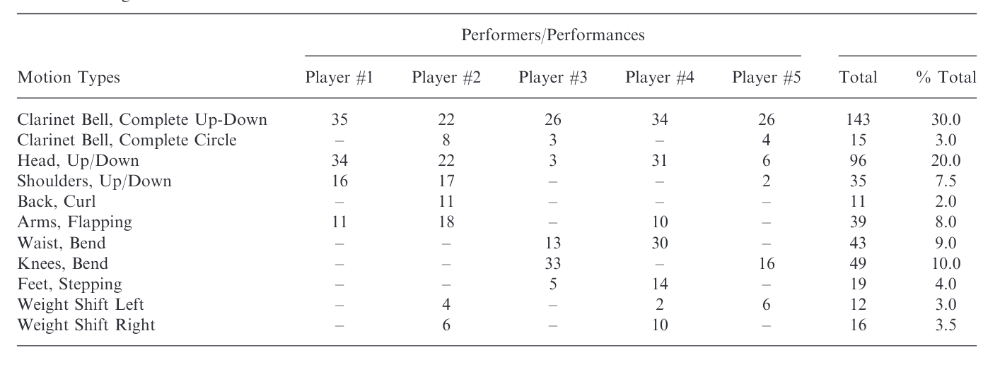 Performers/Performances
Motion Types Player #1 Player #2 Player #3 Player #4 Player #5 Total % Total
Clarinet Bell, Complete Up-Down 35 22 26 34 26 143 30.0
Clarinet Bell, Complete Circle – 8 3 – 4 15 3.0
Head, Up/Down 34 22 3 31 6 96 20.0
Shoulders, Up/Down 16 17 – – 2 35 7.5
Back, Curl – 11 – – – 11 2.0
Arms, Flapping 11 18 – 10 – 39 8.0
Waist, Bend – – 13 30 – 43 9.0
Knees, Bend – – 33 – 16 49 10.0
Feet, Stepping – – 5 14 – 19 4.0
Weight Shift Left – 4 – 2 6 12 3.0
Weight Shift Right – 6 – 10 – 16 3.5